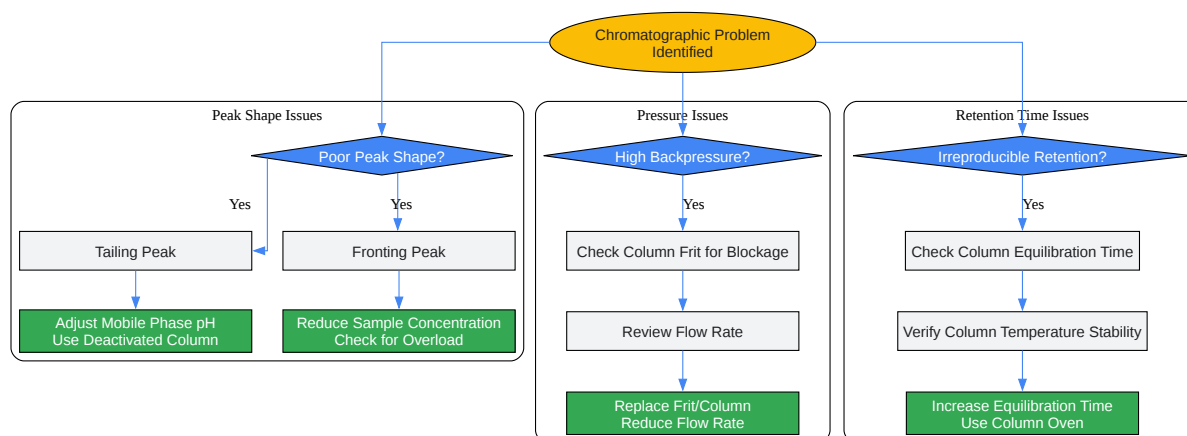 Chromatographic Problem
Identified
Peak Shape Issues
Pressure Issues
Retention Time Issues
Poor Peak Shape?
High Backpressure?
Irreproducible Retention?
Yes
Yes
Yes
Yes
Tailing Peak
Fronting Peak
Check Column Frit for Blockage
Check Column Equilibration Time
Adjust Mobile Phase pH
Use Deactivated Column
Reduce Sample Concentration
Check for Overload
Review Flow Rate
Verify Column Temperature Stability
Replace Frit/Column
Reduce Flow Rate
Increase Equilibration Time
Use Column Oven